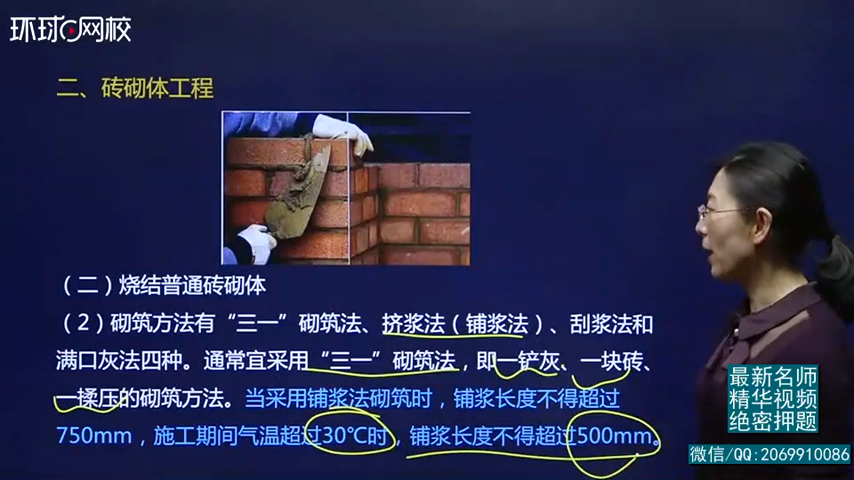 环球网校
二、砖砌体工程
（二）烧结普通砖砌体
（2）砌筑方法有“三一”砌筑法、挤浆法（铺浆法）、刮浆法和
满口灰法四种。通常宜采用“三一”砌筑法，即一铲灰、一块砖、
一揉压的砌筑方法。当采用铺浆法砌筑时，铺浆长度不得超过
750mm，施工期间气温超过30℃时，铺浆长度不得超过500mm。
最新名师
精华视频
绝密押题
微信/QQ:2069910086